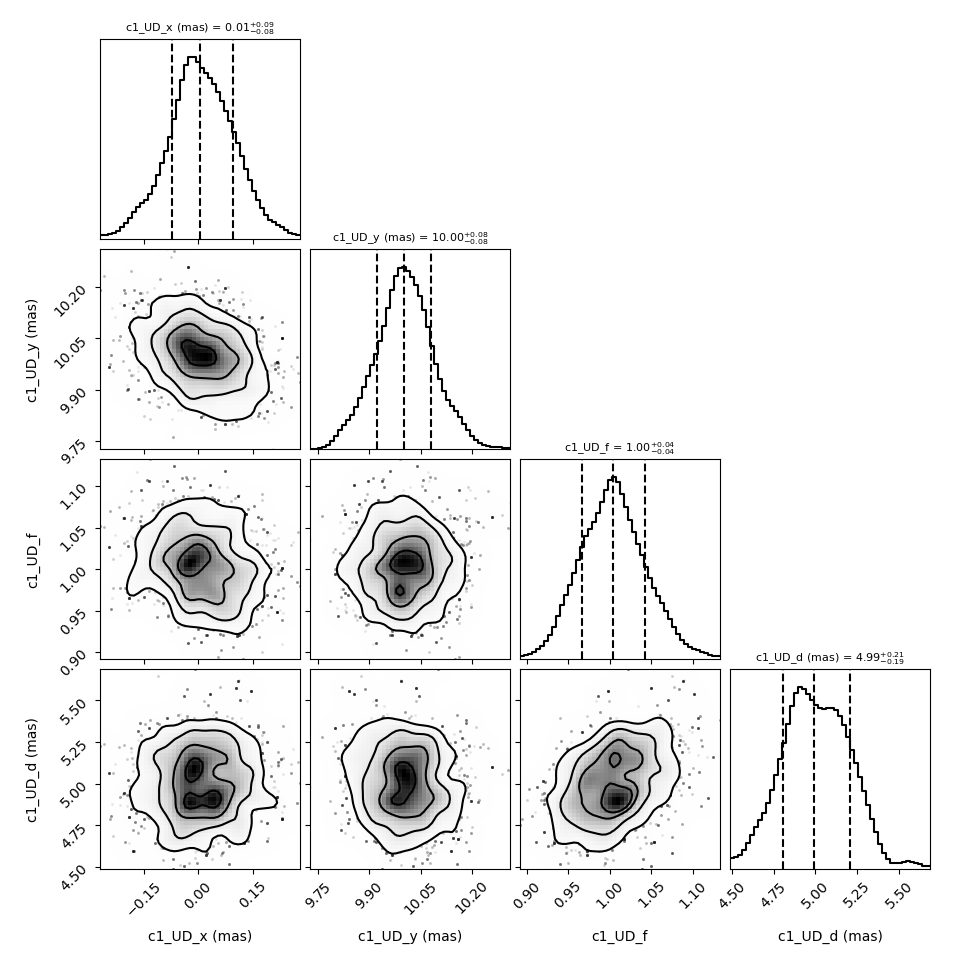 c1_UD_x (mas) = 0.01+0.09−0.08
c1_UD_y (mas) = 10.00+0.08−0.08
10.20
10.05
9.90
9.75
c1_UD_y (mas)
c1_UD_f = 1.00+0.04−0.04
1.10
1.05
1.00
0.95
0.90
c1_UD_f
c1_UD_d (mas) = 4.99+0.21−0.19
5.50
5.25
5.00
4.75
4.50
c1_UD_d (mas)
−0.15 0.00 0.15 9.75 9.90 10.05 10.20 0.90 0.95 1.00 1.05 1.10 4.50 4.75 5.00 5.25 5.50
c1_UD_x (mas) c1_UD_y (mas) c1_UD_f c1_UD_d (mas)